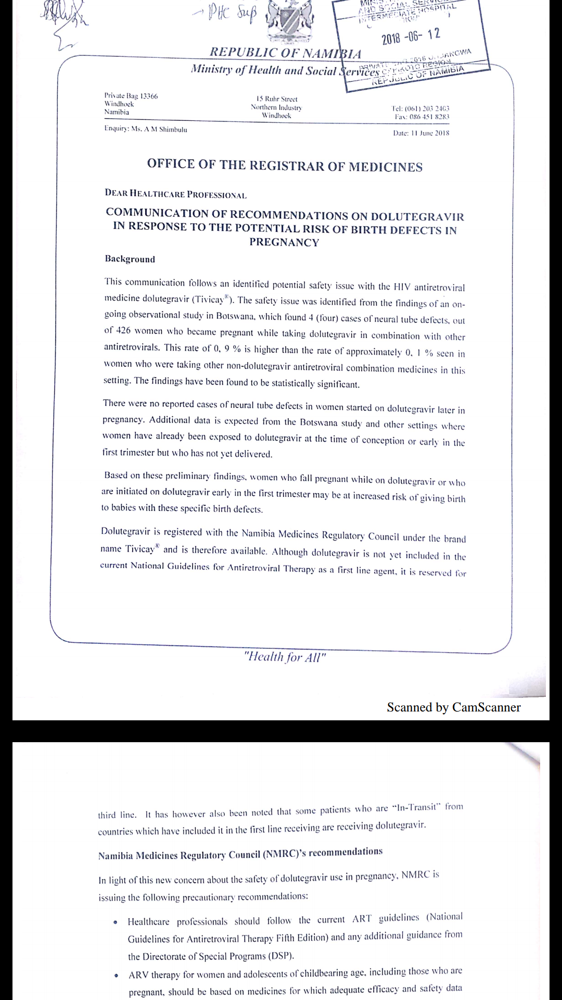 → PHC Sup
AND SOCIAL SERVICES
INTERMEDIATE HOSPITAL
2018 -06- 12
REPUBLIC OF NAMIBIA
REPUBLIC OF NAMIBIA
Ministry of Health and Social Services
Private Bag 13366
Windhoek
Namibia
15 Ruhr Street
Northern Industry
Windhoek
Tel: (061) 203 2403
Fax: 086 451 8283
Enquiry: Ms. A M Shimbulu
Date: 11 June 2018
OFFICE OF THE REGISTRAR OF MEDICINES
DEAR HEALTHCARE PROFESSIONAL
COMMUNICATION OF RECOMMENDATIONS ON DOLUTEGRAVIR
IN RESPONSE TO THE POTENTIAL RISK OF BIRTH DEFECTS IN
PREGNANCY
Background
This communication follows an identified potential safety issue with the HIV antiretroviral
medicine dolutegravir (Tivicay®). The safety issue was identified from the findings of an on-
going observational study in Botswana, which found 4 (four) cases of neural tube defects, out
of 426 women who became pregnant while taking dolutegravir in combination with other
antiretrovirals. This rate of 0, 9 % is higher than the rate of approximately 0, 1 % seen in
women who were taking other non-dolutegravir antiretroviral combination medicines in this
setting. The findings have been found to be statistically significant.
There were no reported cases of neural tube defects in women started on dolutegravir later in
pregnancy. Additional data is expected from the Botswana study and other settings where
women have already been exposed to dolutegravir at the time of conception or early in the
first trimester but who has not yet delivered.
Based on these preliminary findings, women who fall pregnant while on dolutegravir or who
are initiated on dolutegravir early in the first trimester may be at increased risk of giving birth
to babies with these specific birth defects.
Dolutegravir is registered with the Namibia Medicines Regulatory Council under the brand
name Tivicay® and is therefore available. Although dolutegravir is not yet included in the
current National Guidelines for Antiretroviral Therapy as a first line agent, it is reserved for
"Health for All"
Scanned by CamScanner
third line. It has however also been noted that some patients who are “In-Transit” from
countries which have included it in the first line receiving are receiving dolutegravir.
Namibia Medicines Regulatory Council (NMRC)’s recommendations
In light of this new concern about the safety of dolutegravir use in pregnancy, NMRC is
issuing the following precautionary recommendations:
• Healthcare professionals should follow the current ART guidelines (National
Guidelines for Antiretroviral Therapy Fifth Edition) and any additional guidance from
the Directorate of Special Programs (DSP).
• ARV therapy for women and adolescents of childbearing age, including those who are
pregnant, should be based on medicines for which adequate efficacy and safety data